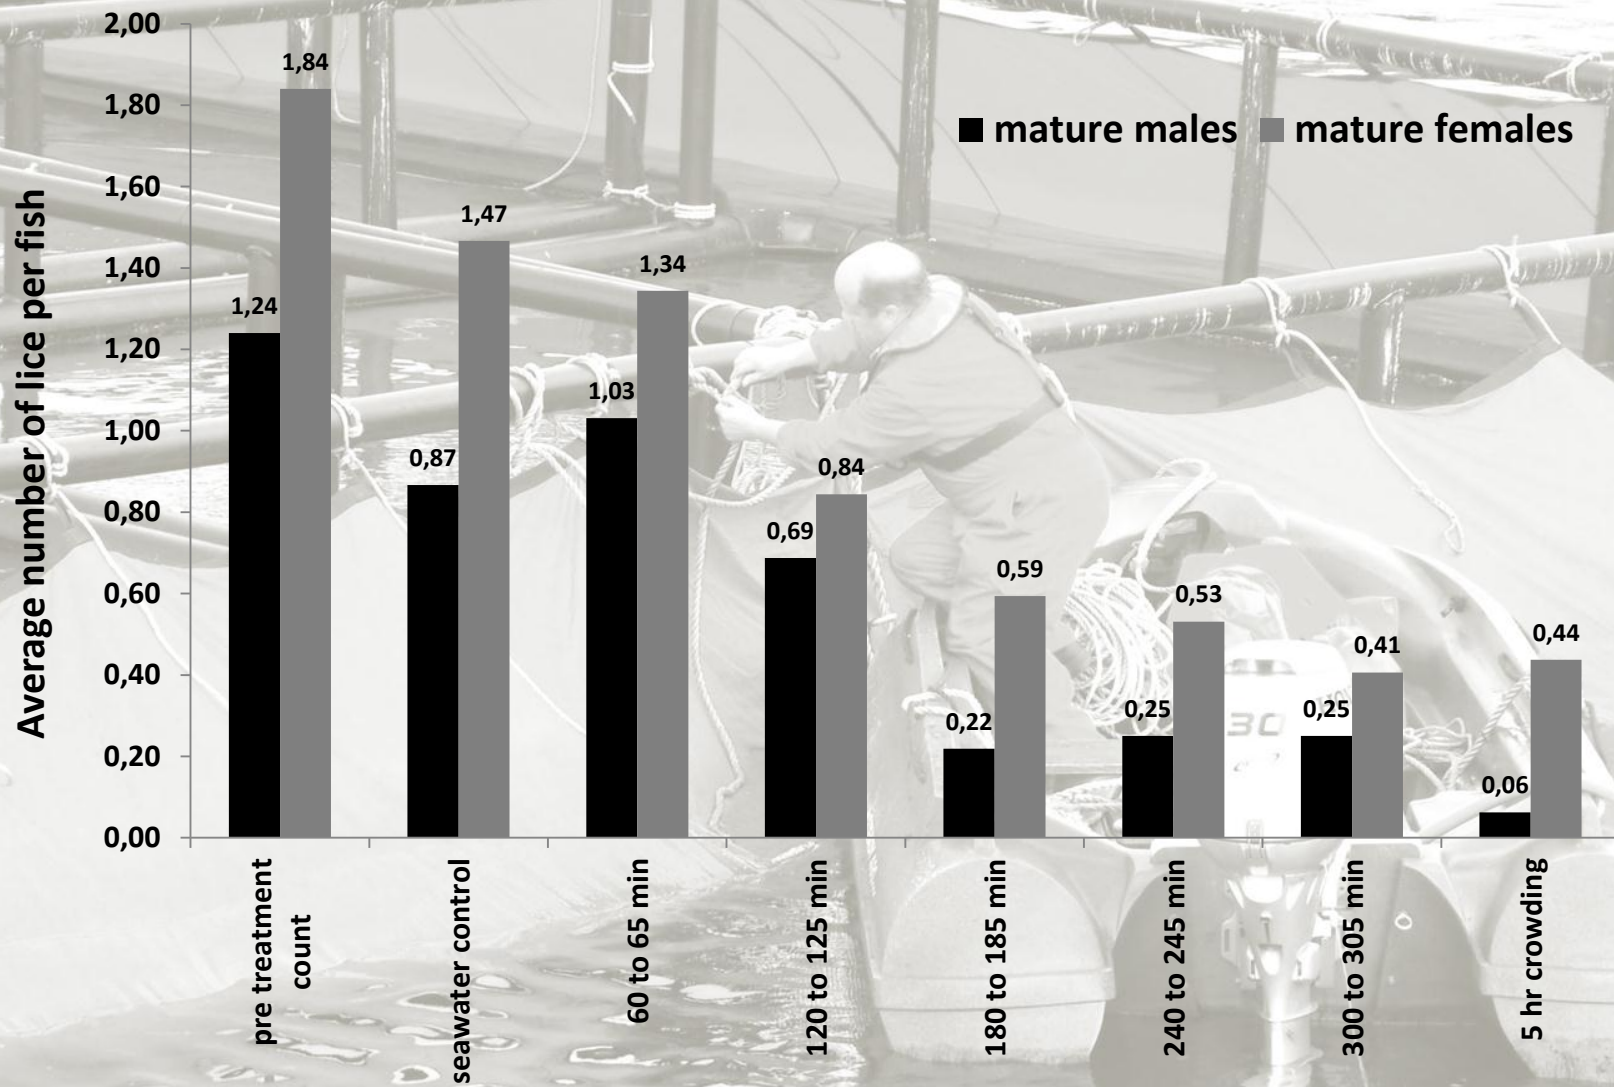 2,00
1,80
1,60
1,40
1,20
1,00
0,80
0,60
0,40
0,20
0,00
Average number of lice per fish
mature males mature females
1,24
1,84
0,87
1,47
1,03
1,34
0,69
0,84
0,22
0,59
0,25
0,53
0,25
0,41
0,06
0,44
30
pre treatment
count
seawater control
60 to 65 min
120 to 125 min
180 to 185 min
240 to 245 min
300 to 305 min
5 hr crowding